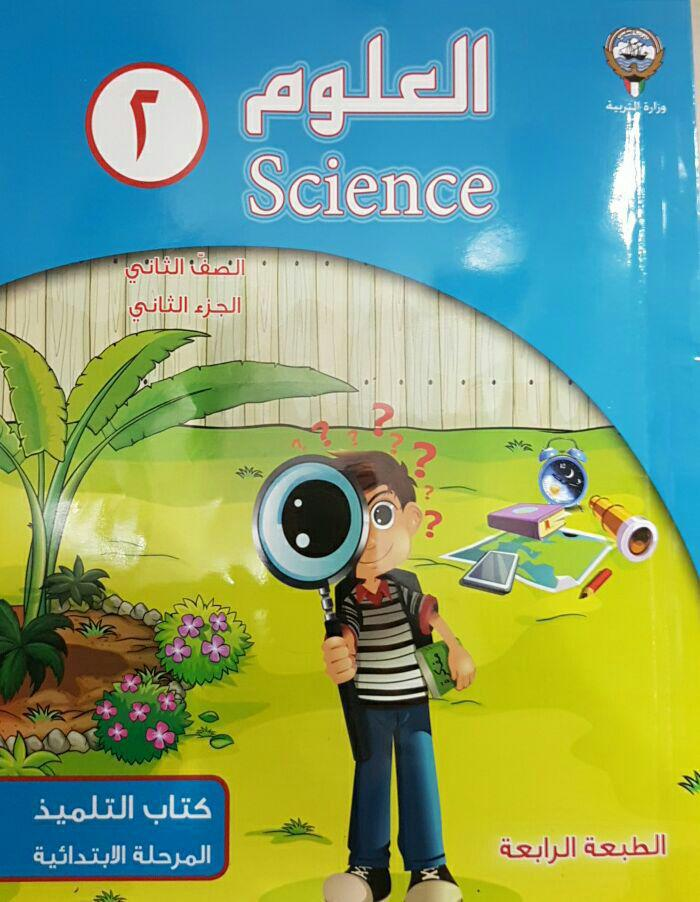 وزارة التربية
العلوم
٢
Science
الصفّ الثاني
الجزء الثاني
كتاب التلميذ
المرحلة الابتدائية
الطبعة الرابعة